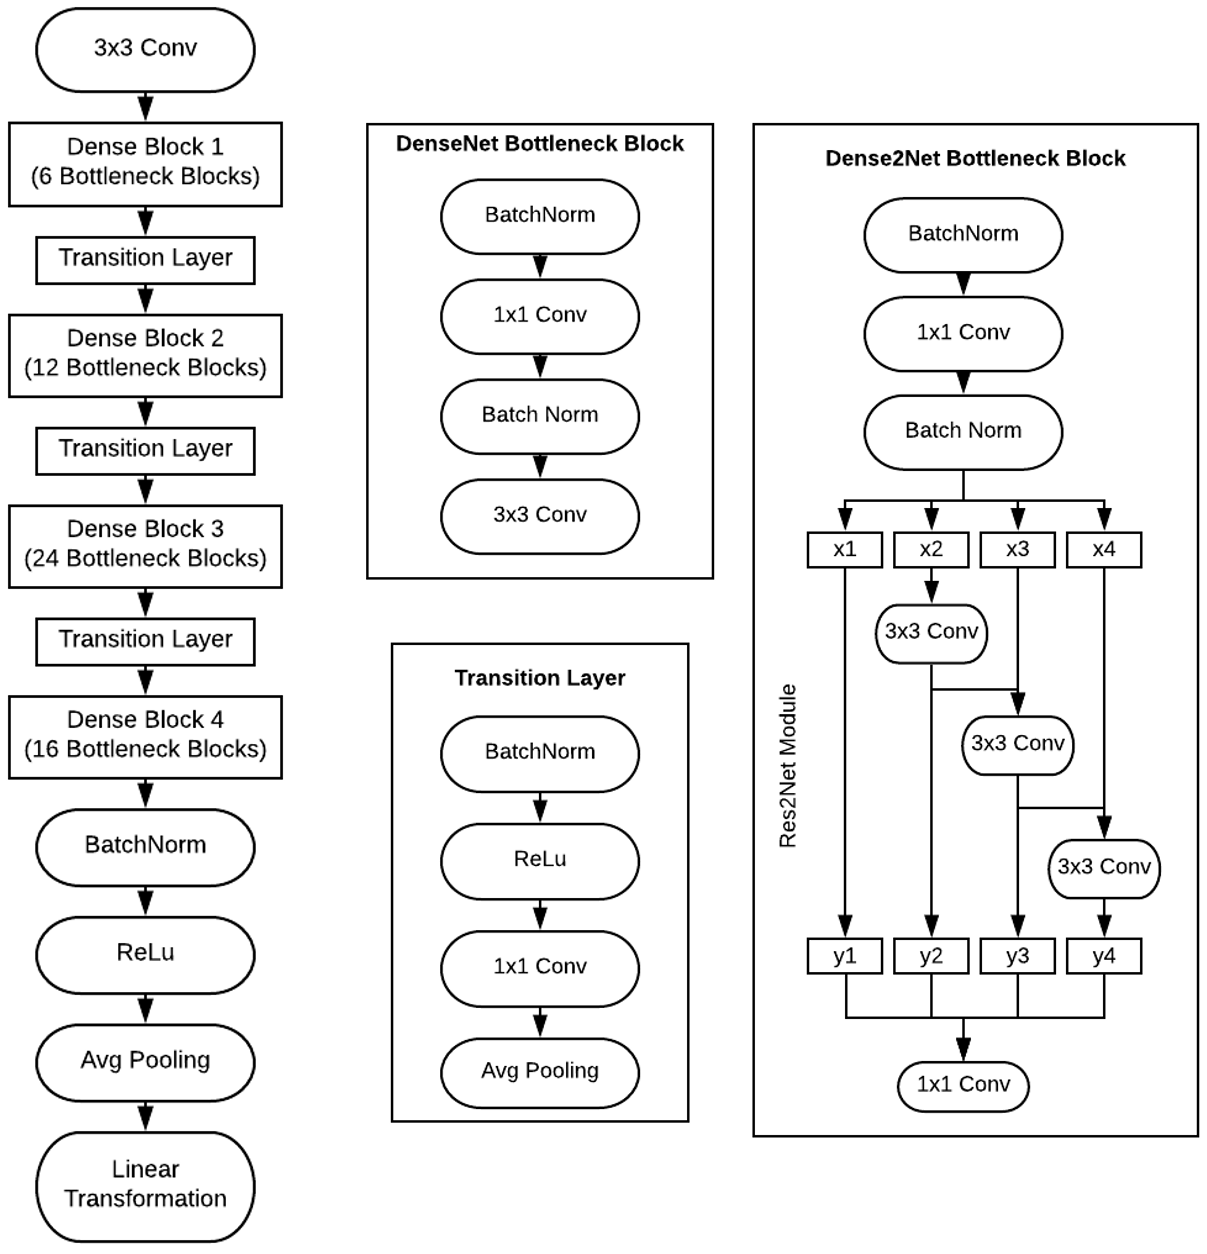 3x3 Conv
Dense Block 1
(6 Bottleneck Blocks)
Transition Layer
Dense Block 2
(12 Bottleneck Blocks)
Transition Layer
Dense Block 3
(24 Bottleneck Blocks)
Transition Layer
Dense Block 4
(16 Bottleneck Blocks)
BatchNorm
ReLu
Avg Pooling
Linear
Transformation
DenseNet Bottleneck Block
BatchNorm
1x1 Conv
Batch Norm
3x3 Conv
Transition Layer
BatchNorm
ReLu
1x1 Conv
Avg Pooling
Dense2Net Bottleneck Block
BatchNorm
1x1 Conv
Batch Norm
x1 x2 x3 x4
3x3 Conv
3x3 Conv
3x3 Conv
Res2Net Module
y1 y2 y3 y4
1x1 Conv